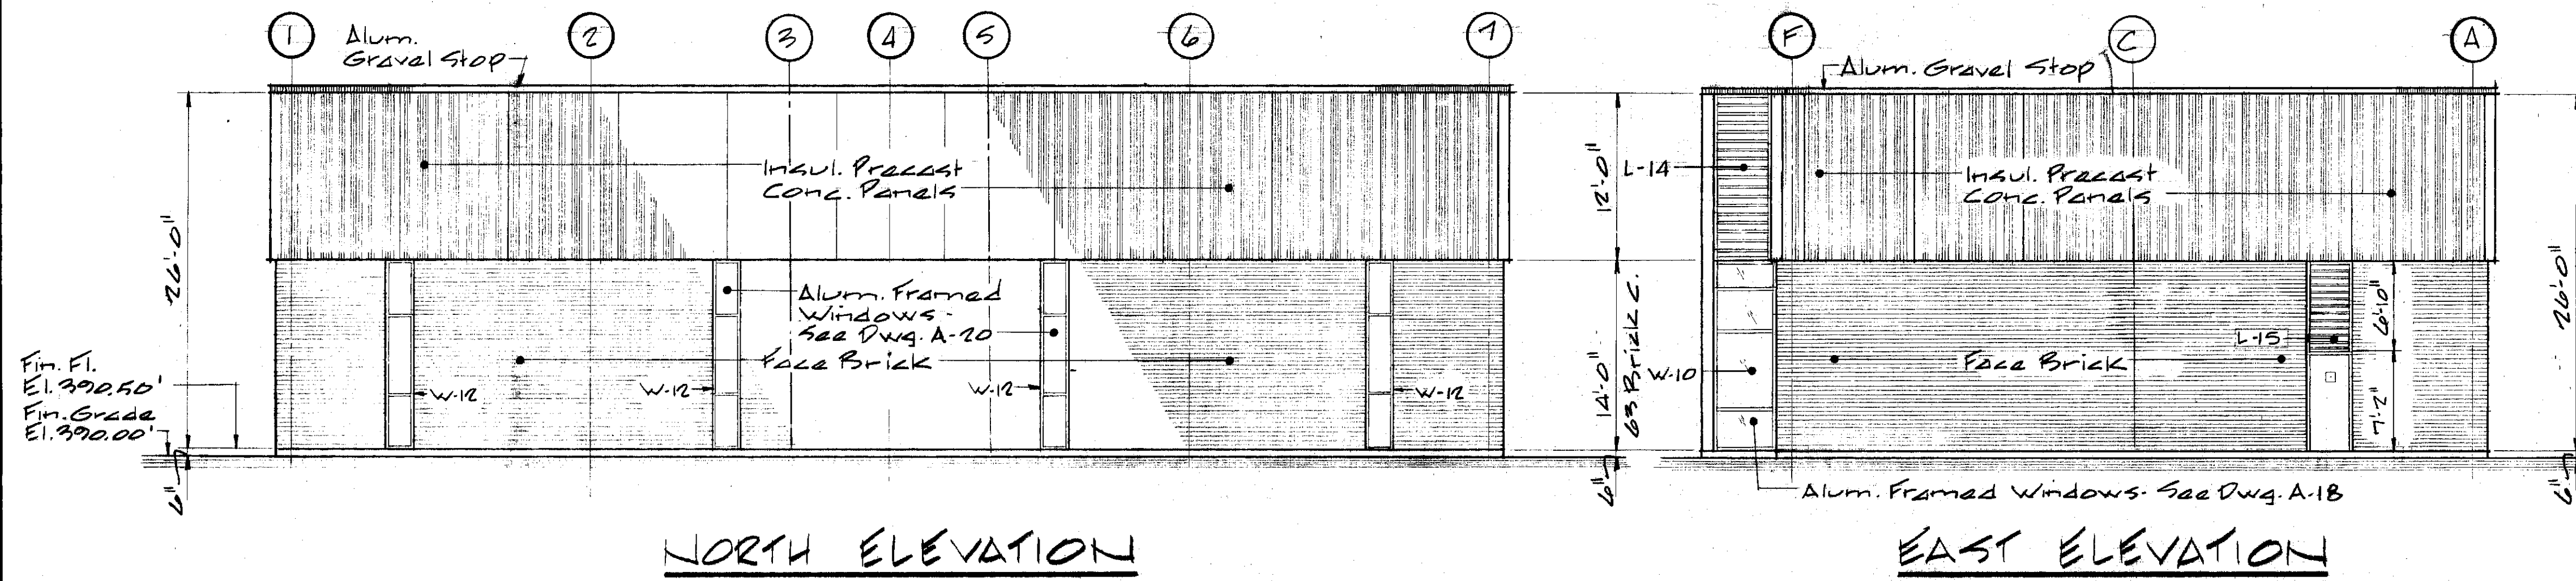 1
2
3
4
5
6
7
Alum.
Gravel Stop
Insul. Precast
Conc. Panels
26'-0"
12'-0"
14'-0"
63 Brick C.
6"
6"
Alum. Framed
Windows-
See Dwg. A-20
Face Brick
W-12
W-12
W-12
W-12
Fin. Fl.
El. 390.50'
Fin. Grade
El. 390.00'
NORTH ELEVATION
F
C
A
Alum. Gravel Stop
L-14
Insul. Precast
Conc. Panels
L-15
Face Brick
W-10
6'-10"
7'-2"
26'-0"
6"
Alum. Framed Windows- See Dwg. A-18
EAST ELEVATION